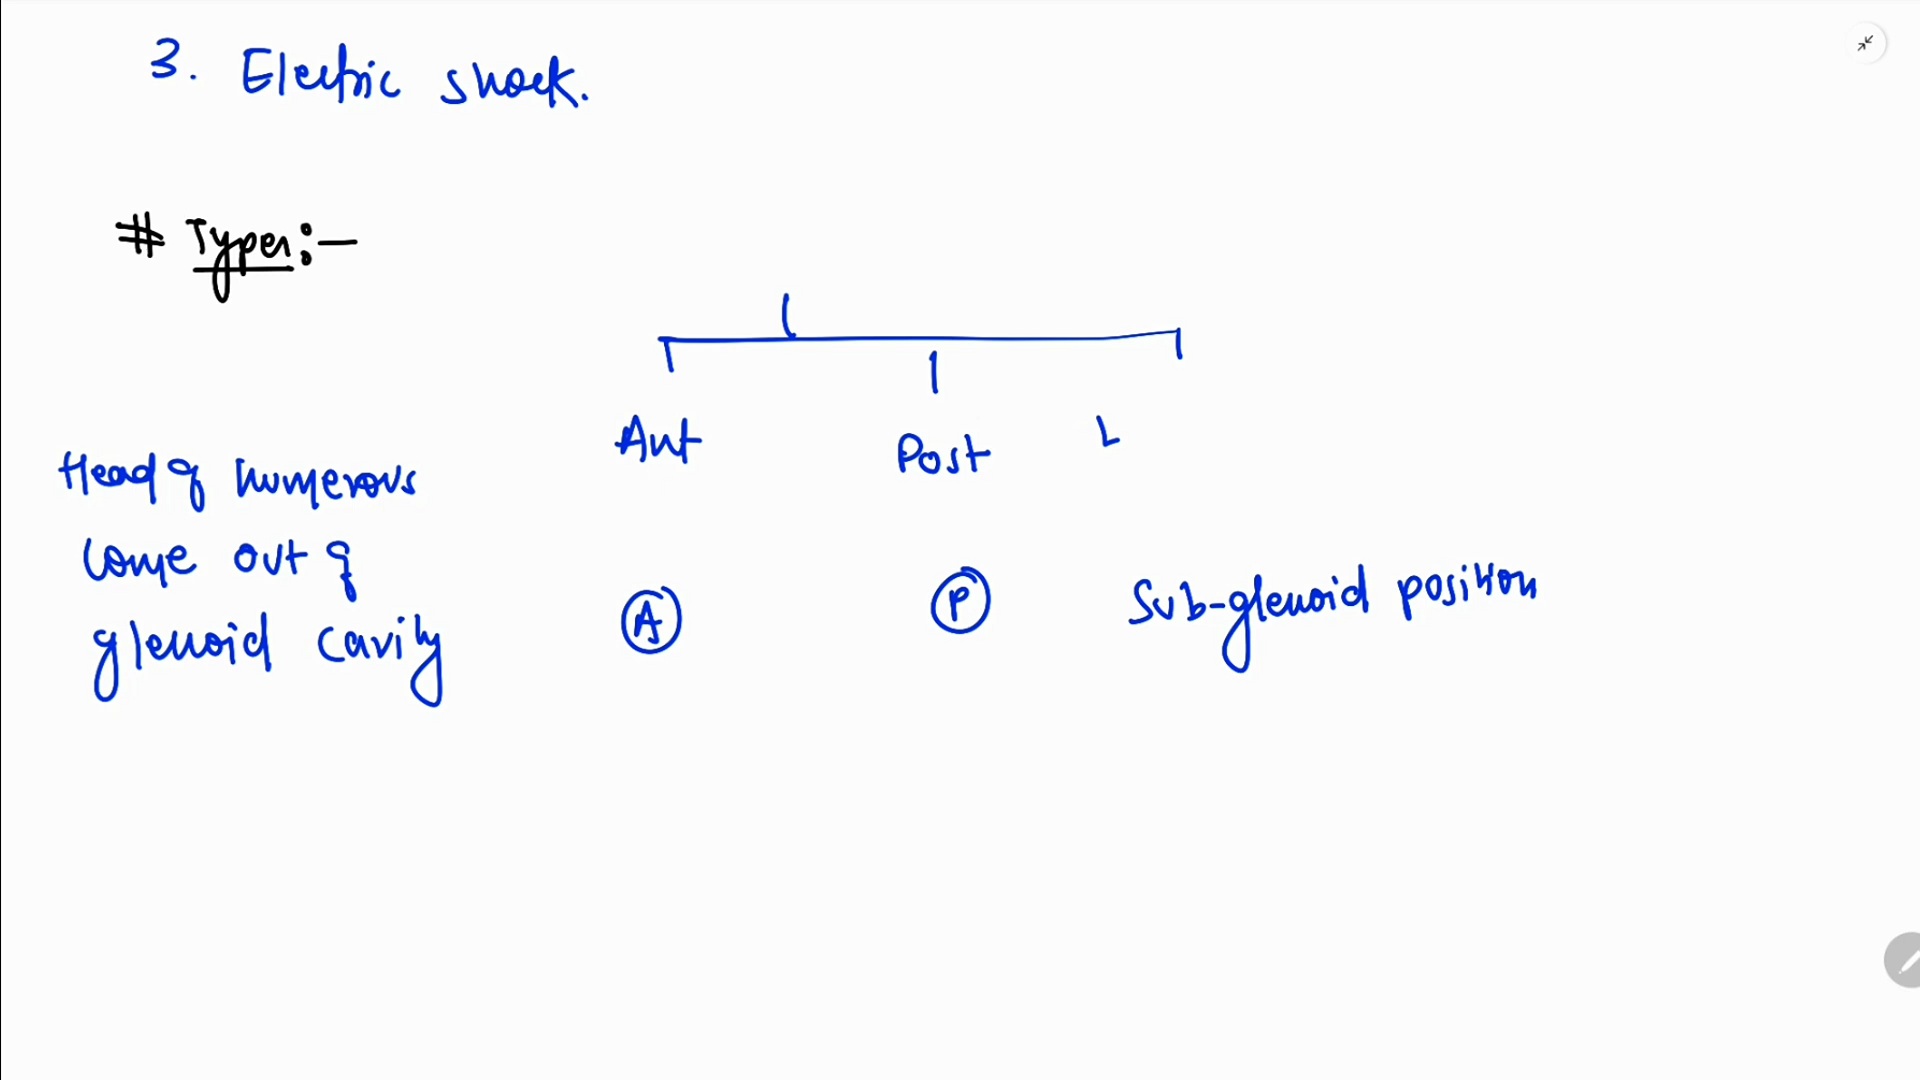 3. Electric shock.
# Types:-
Ant Post L
Head of humerous
come out of
glenoid cavity
A P Sub-glenoid position